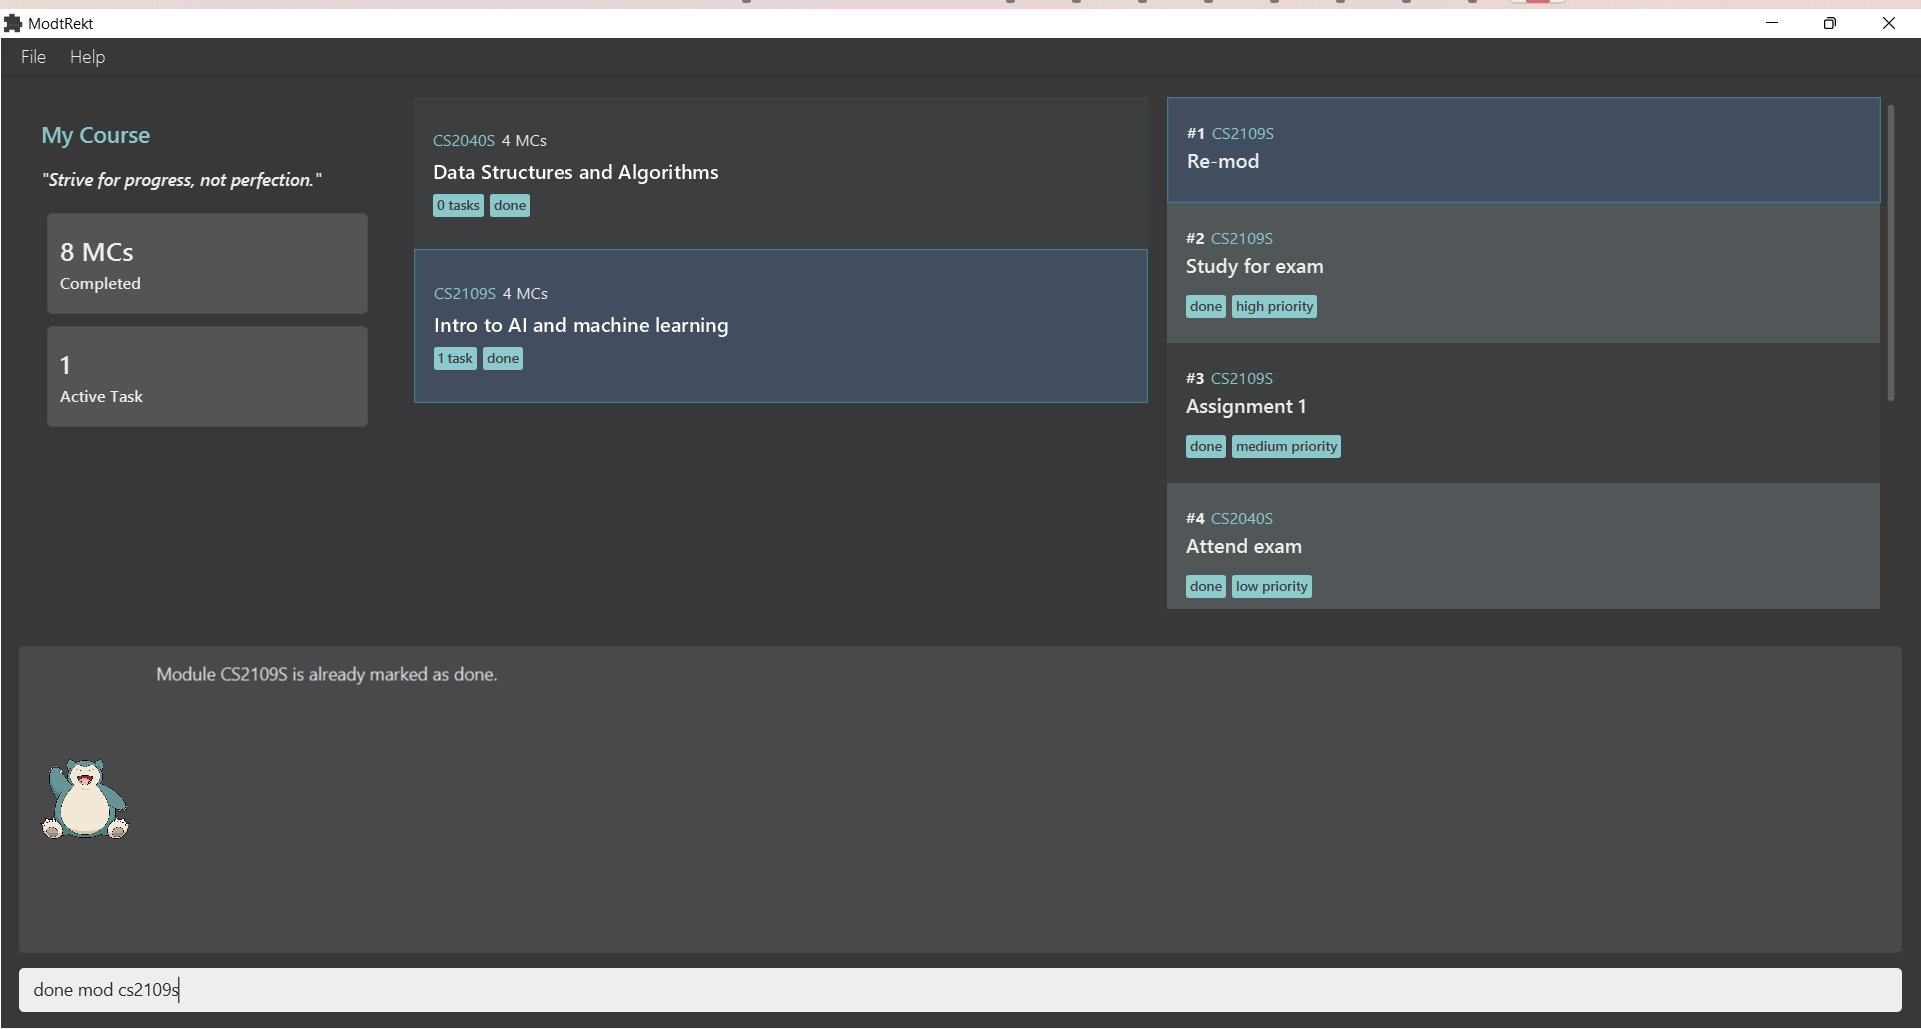 ModtRekt
File Help
My Course
"Strive for progress, not perfection."
8 MCs
Completed
1
Active Task
CS2040S 4 MCs
Data Structures and Algorithms
0 tasks done
CS2109S 4 MCs
Intro to AI and machine learning
1 task done
#1 CS2109S
Re-mod
#2 CS2109S
Study for exam
done high priority
#3 CS2109S
Assignment 1
done medium priority
#4 CS2040S
Attend exam
done low priority
Module CS2109S is already marked as done.
done mod cs2109s